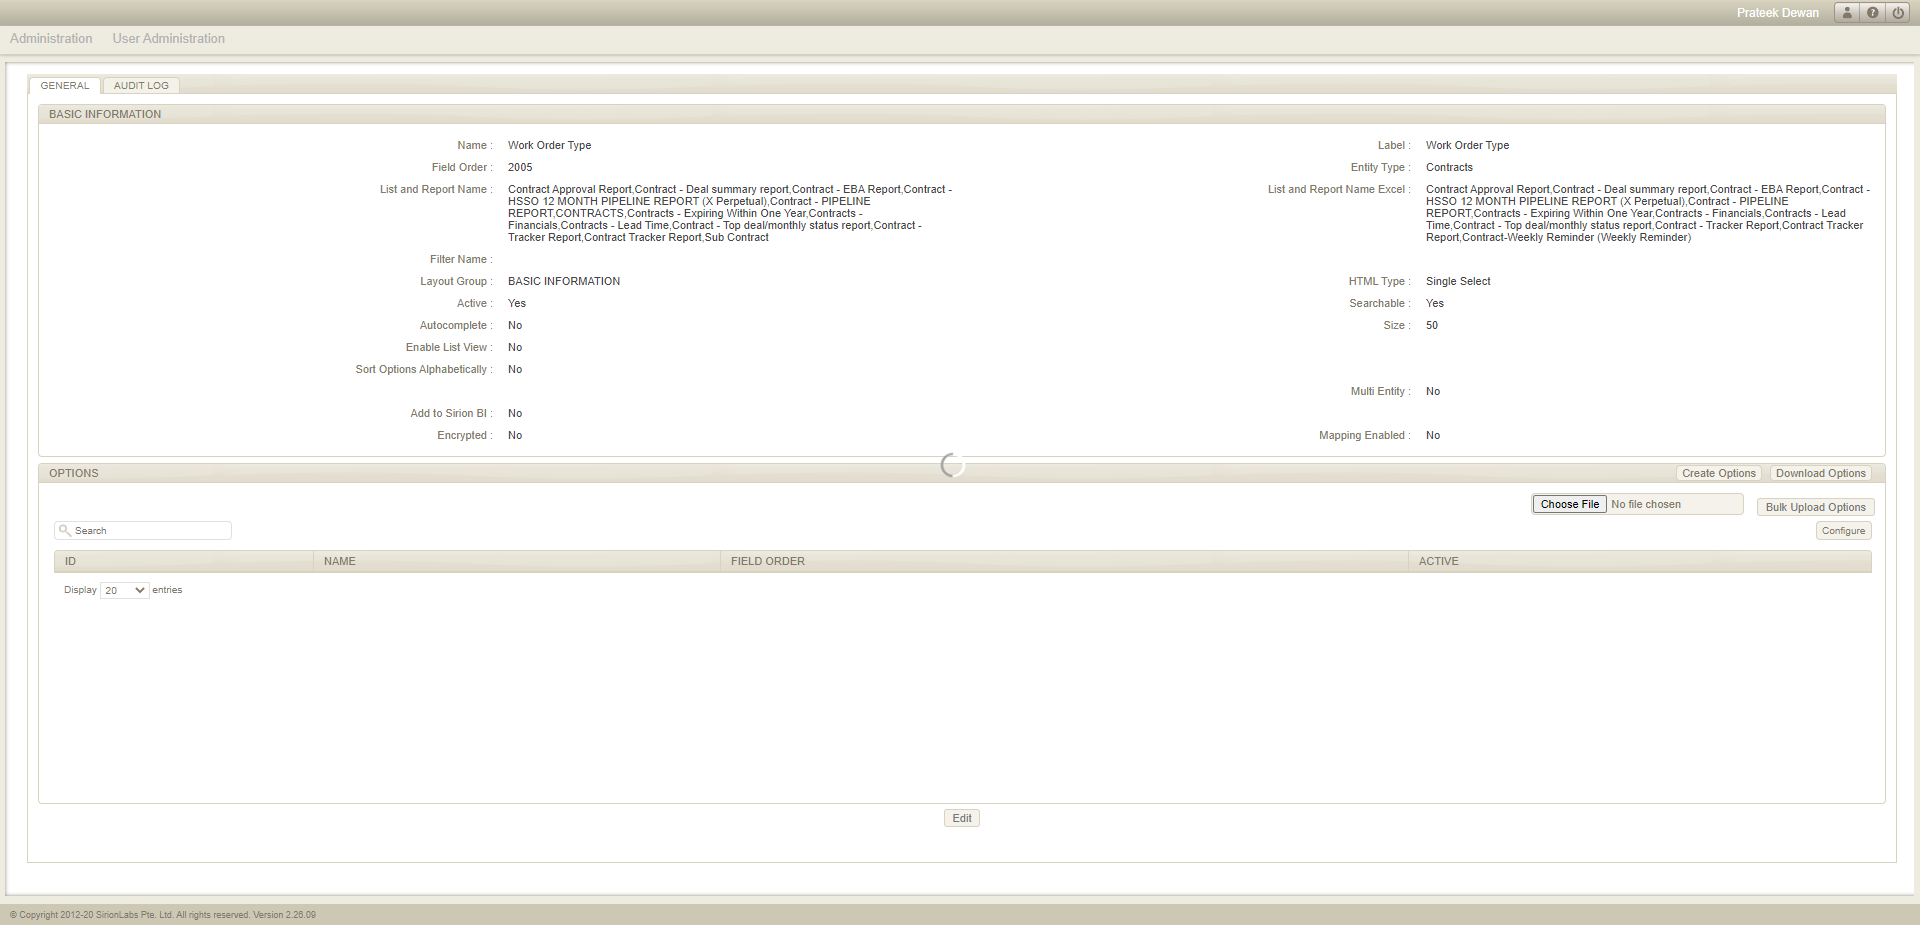 Prateek Dewan
Administration
User Administration
GENERAL
AUDIT LOG
BASIC INFORMATION
Name : Work Order Type
Label : Work Order Type
Field Order : 2005
Entity Type : Contracts
List and Report Name : Contract Approval Report,Contract - Deal summary report,Contract - EBA Report,Contract -
HSSO 12 MONTH PIPELINE REPORT (X Perpetual),Contract - PIPELINE
REPORT,CONTRACTS,Contracts - Expiring Within One Year,Contracts -
Financials,Contracts - Lead Time,Contract - Top deal/monthly status report,Contract -
Tracker Report,Contract Tracker Report,Sub Contract
List and Report Name Excel : Contract Approval Report,Contract - Deal summary report,Contract - EBA Report,Contract -
HSSO 12 MONTH PIPELINE REPORT (X Perpetual),Contract - PIPELINE
REPORT,Contracts - Expiring Within One Year,Contracts - Financials,Contracts - Lead
Time,Contract - Top deal/monthly status report,Contract - Tracker Report,Contract Tracker
Report,Contract-Weekly Reminder (Weekly Reminder)
Filter Name :
Layout Group : BASIC INFORMATION
HTML Type : Single Select
Active : Yes
Searchable : Yes
Autocomplete : No
Size : 50
Enable List View : No
Sort Options Alphabetically : No
Multi Entity : No
Add to Sirion BI : No
Encrypted : No
Mapping Enabled : No
OPTIONS
Create Options
Download Options
Choose File No file chosen
Bulk Upload Options
Search
Configure
ID
NAME
FIELD ORDER
ACTIVE
Display 20 entries
Edit
© Copyright 2012-20 SirionLabs Pte. Ltd. All rights reserved. Version 2.26.09